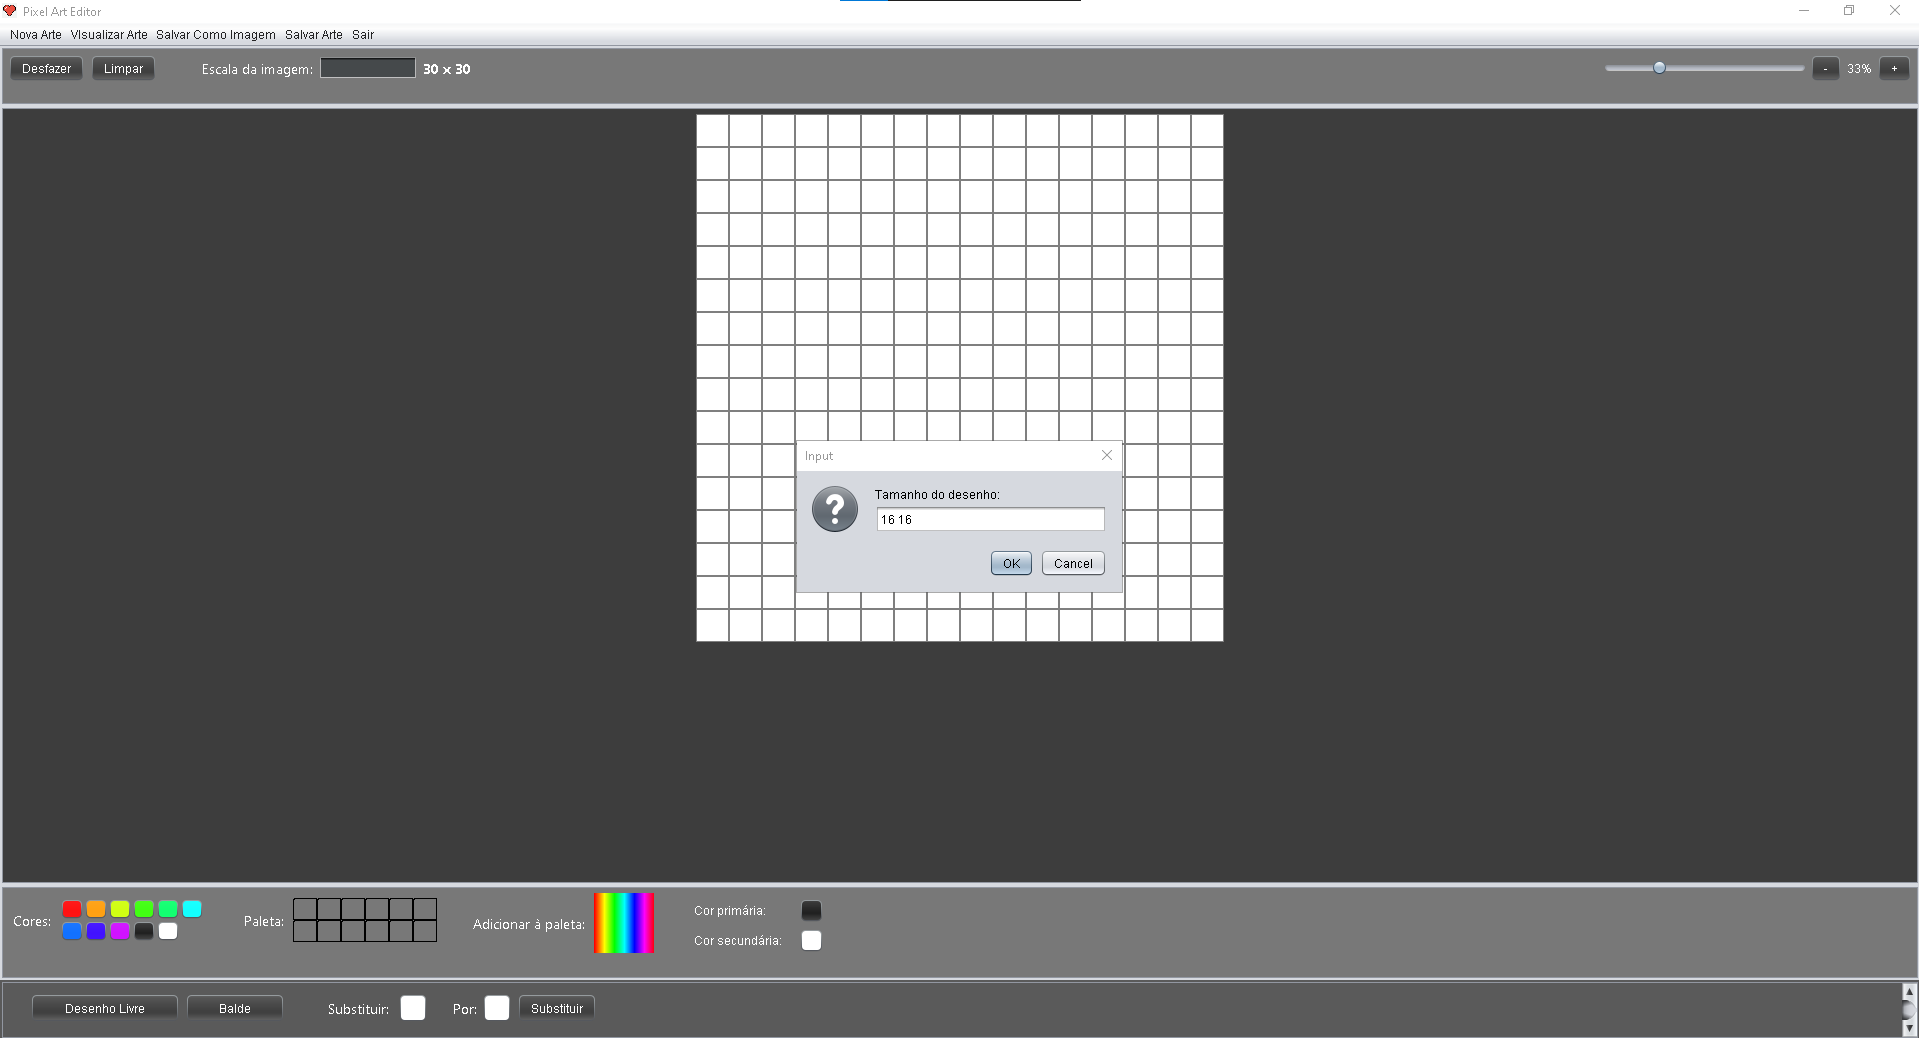 Pixel Art Editor
Nova Arte VIsualizar Arte Salvar Como Imagem Salvar Arte Sair
Desfazer Limpar Escala da imagem: 30 x 30 - 33% +
Input
Tamanho do desenho:
16 16
OK Cancel
Cores: Paleta: Adicionar à paleta: Cor primária:
Cor secundária:
Desenho Livre Balde Substituir: Por: Substituir